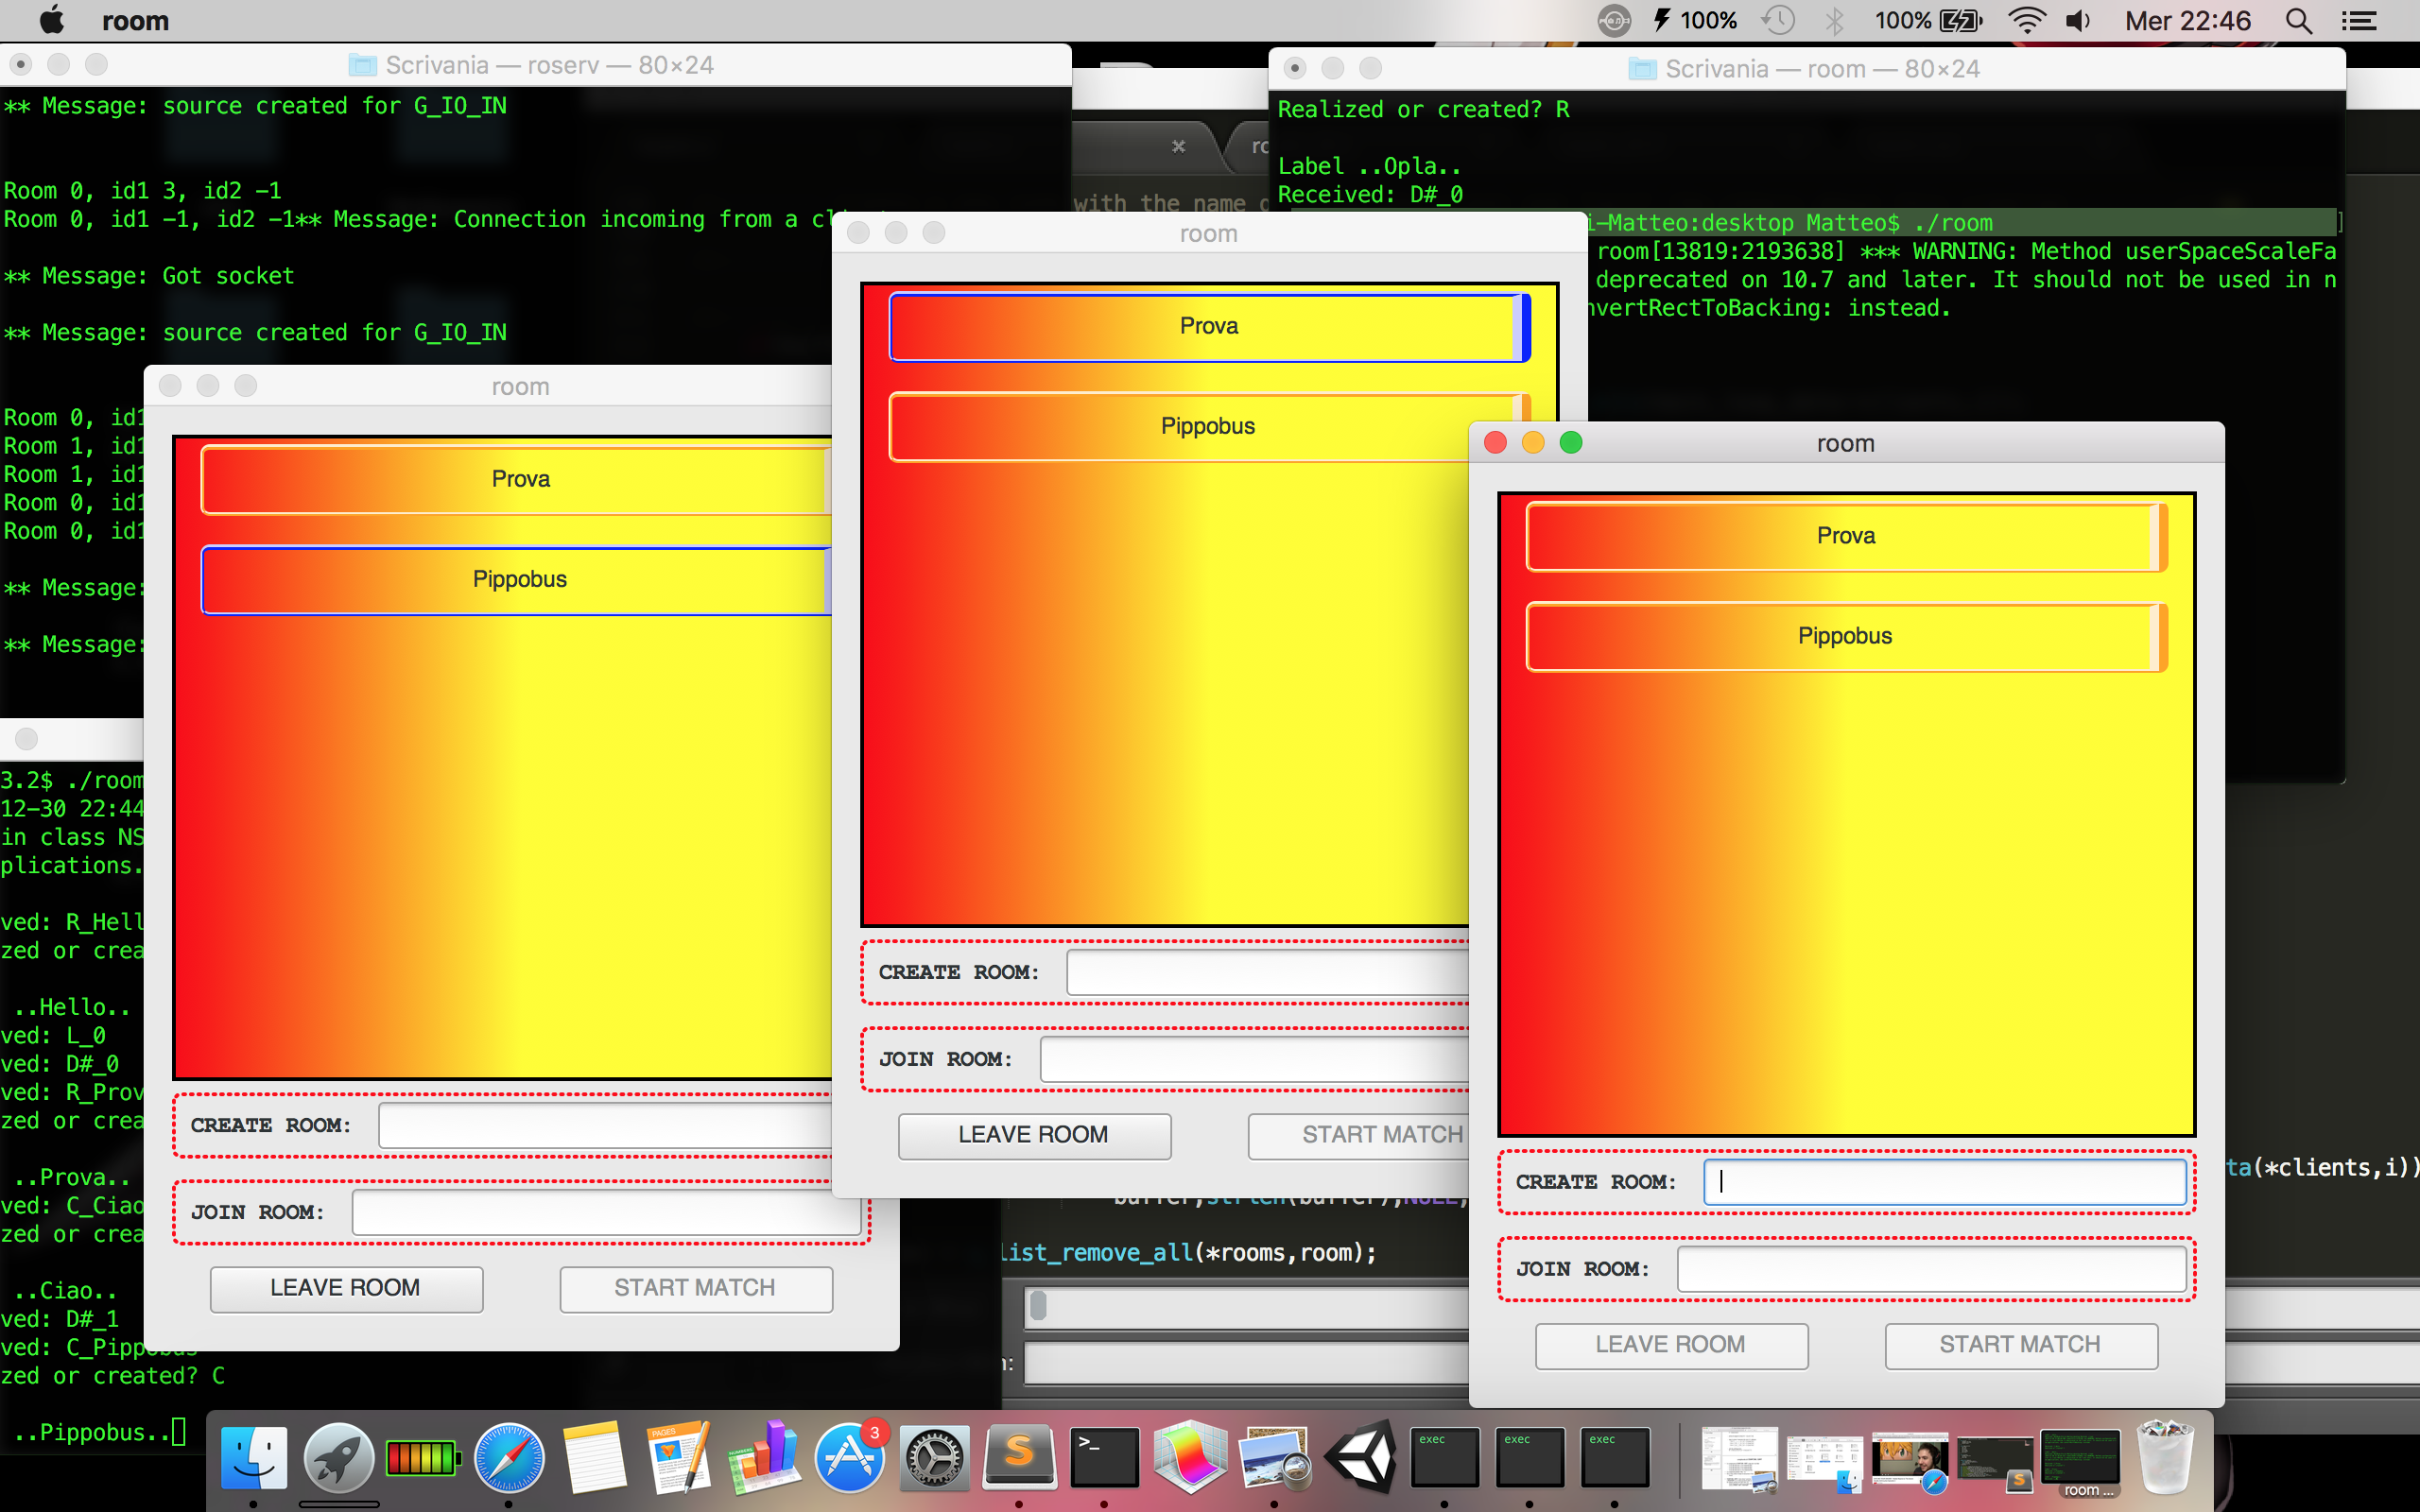 room
100%
100%
Mer 22:46
Scrivania — roserv — 80×24
** Message: source created for G_IO_IN
Room 0, id1 3, id2 -1
Room 0, id1 -1, id2 -1** Message: Connection incoming from a cl
** Message: Got socket
** Message: source created for G_IO_IN
Room 0, id1
Room 1, id1
Room 1, id1
Room 0, id1
Room 0, id1
** Message:
** Message:
with the name
Scrivania — room — 80×24
Realized or created? R
Label ..Opla..
Received: D#_0
i-Matteo:desktop Matteo$ ./room
room[13819:2193638] *** WARNING: Method userSpaceScaleFa
deprecated on 10.7 and later. It should not be used in n
nvertRectToBacking: instead.
room
Prova
Pippobus
CREATE ROOM:
JOIN ROOM:
LEAVE ROOM
START MATCH
room
Prova
Pippobus
CREATE ROOM:
JOIN ROOM:
LEAVE ROOM
START MATCH
room
Prova
Pippobus
CREATE ROOM:
JOIN ROOM:
LEAVE ROOM
START MATCH
3.2$ ./room
12-30 22:44
in class NS
plications.
ved: R_Hell
zed or crea
..Hello..
ved: L_0
ved: D#_0
ved: R_Prov
zed or crea
..Prova..
ved: C_Ciao
zed or crea
..Ciao..
ved: D#_1
ved: C_Pippobus
zed or created? C
..Pippobus..
ta(*clients,i))
list_remove_all(*rooms,room);
3
PAGES
NUMBERS
exec
exec
exec
room ...